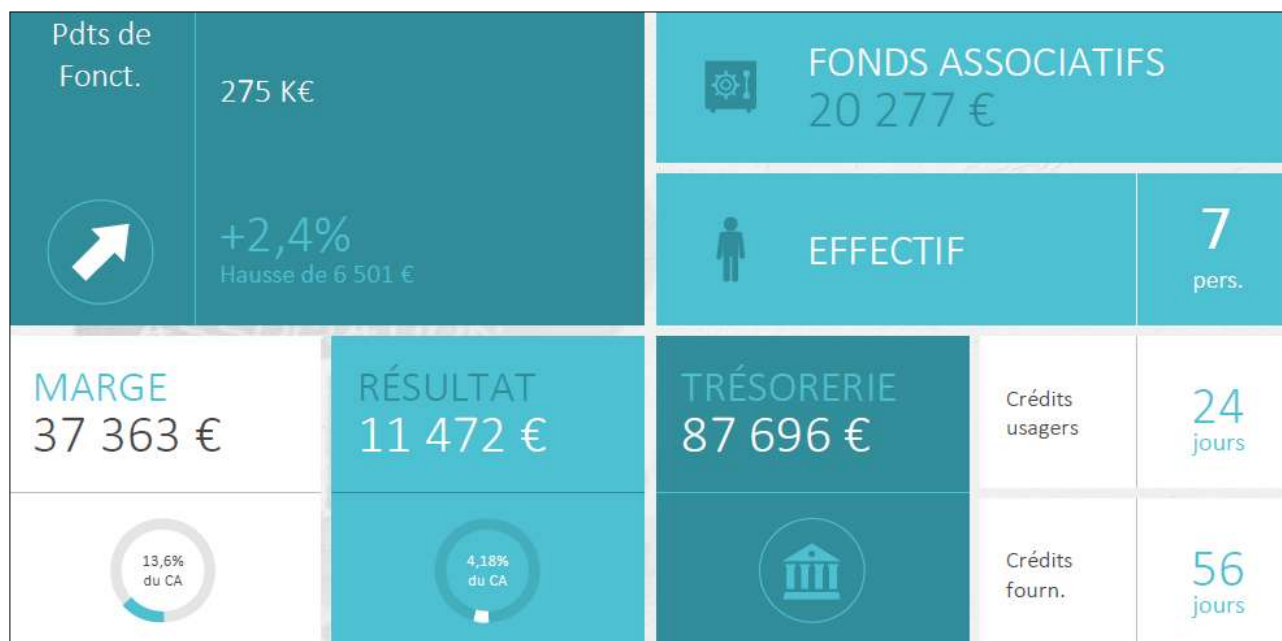 Pdts de
Fonct.
275 K€
+2,4%
Hausse de 6 501 €
FONDS ASSOCIATIFS
20 277 €
EFFECTIF
7
pers.
MARGE
37 363 €
13,6%
du CA
RÉSULTAT
11 472 €
4,18%
du CA
TRÉSORERIE
87 696 €
Crédits
usagers
24
jours
Crédits
fourn.
56
jours